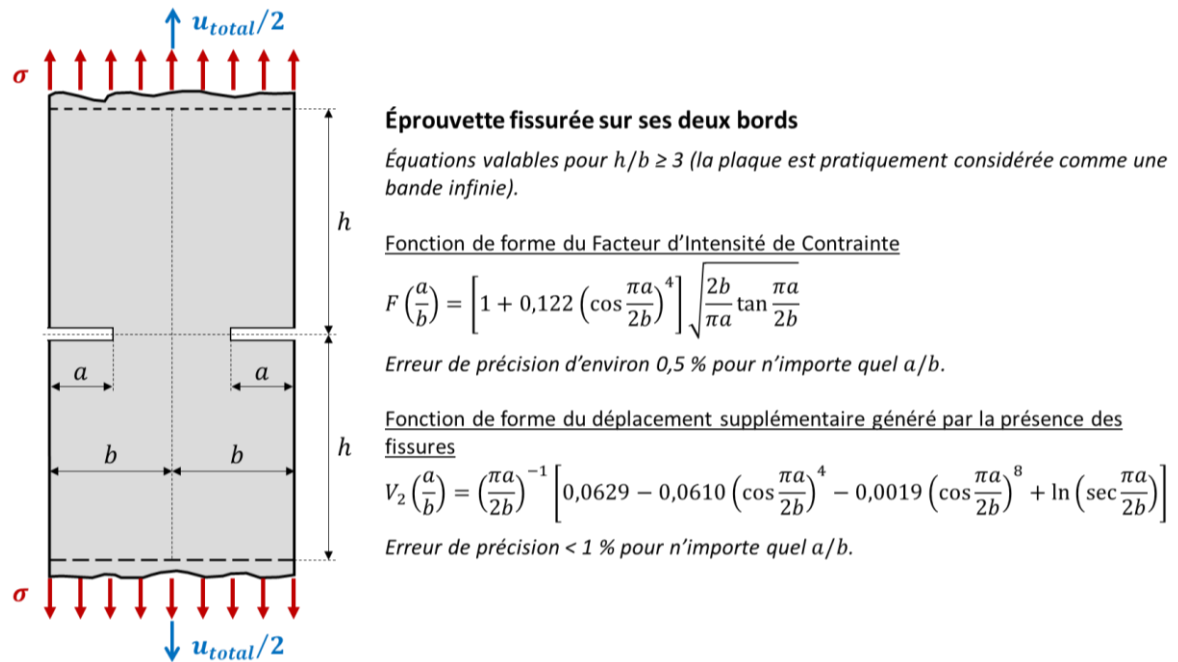 u_total/2
σ
h
a
a
b
b
h
σ
u_total/2
Éprouvette fissurée sur ses deux bords
Équations valables pour h/b ≥ 3 (la plaque est pratiquement considérée comme une
bande infinie).
Fonction de forme du Facteur d’Intensité de Contrainte
F(a/b) = [1 + 0,122 (cos πa/2b)^4] √(2b/πa tan πa/2b)
Erreur de précision d’environ 0,5 % pour n’importe quel a/b.
Fonction de forme du déplacement supplémentaire généré par la présence des
fissures
V_2(a/b) = (πa/2b)^−1 [0,0629 − 0,0610 (cos πa/2b)^4 − 0,0019 (cos πa/2b)^8 + ln (sec πa/2b)]
Erreur de précision < 1 % pour n’importe quel a/b.